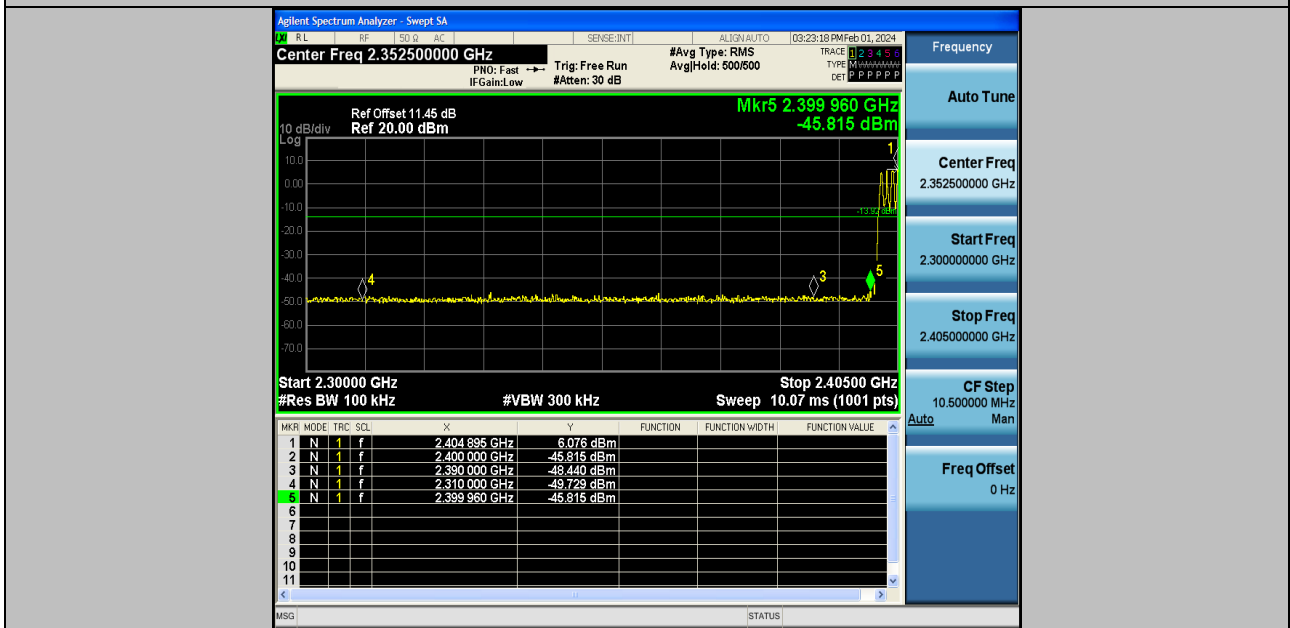 Agilent Spectrum Analyzer - Swept SA
RL RF 50 Ω AC SENSE:INT ALIGN AUTO 03:23:18 PM Feb 01, 2024
Center Freq 2.352500000 GHz
PNO: Fast
IFGain:Low
Trig: Free Run
#Atten: 30 dB
#Avg Type: RMS
Avg|Hold: 500/500
TRACE 1 2 3 4 5 6
TYPE M
DET P P P P P P
Mkr5 2.399 960 GHz
-45.815 dBm
Ref Offset 11.45 dB
10 dB/div Ref 20.00 dBm
Log
10.0
0.00
-10.0
-20.0
-30.0
-40.0
-50.0
-60.0
-70.0
1
-13.92 dBm
4
3
5
Start 2.30000 GHz Stop 2.40500 GHz
#Res BW 100 kHz #VBW 300 kHz Sweep 10.07 ms (1001 pts)
MKR MODE TRC SCL X Y FUNCTION FUNCTION WIDTH FUNCTION VALUE
1 N 1 f 2.404 895 GHz 6.076 dBm
2 N 1 f 2.400 000 GHz -45.815 dBm
3 N 1 f 2.390 000 GHz -48.440 dBm
4 N 1 f 2.310 000 GHz -49.729 dBm
5 N 1 f 2.399 960 GHz -45.815 dBm
6
7
8
9
10
11
MSG STATUS
Frequency
Auto Tune
Center Freq
2.352500000 GHz
Start Freq
2.300000000 GHz
Stop Freq
2.405000000 GHz
CF Step
10.500000 MHz
Auto Man
Freq Offset
0 Hz